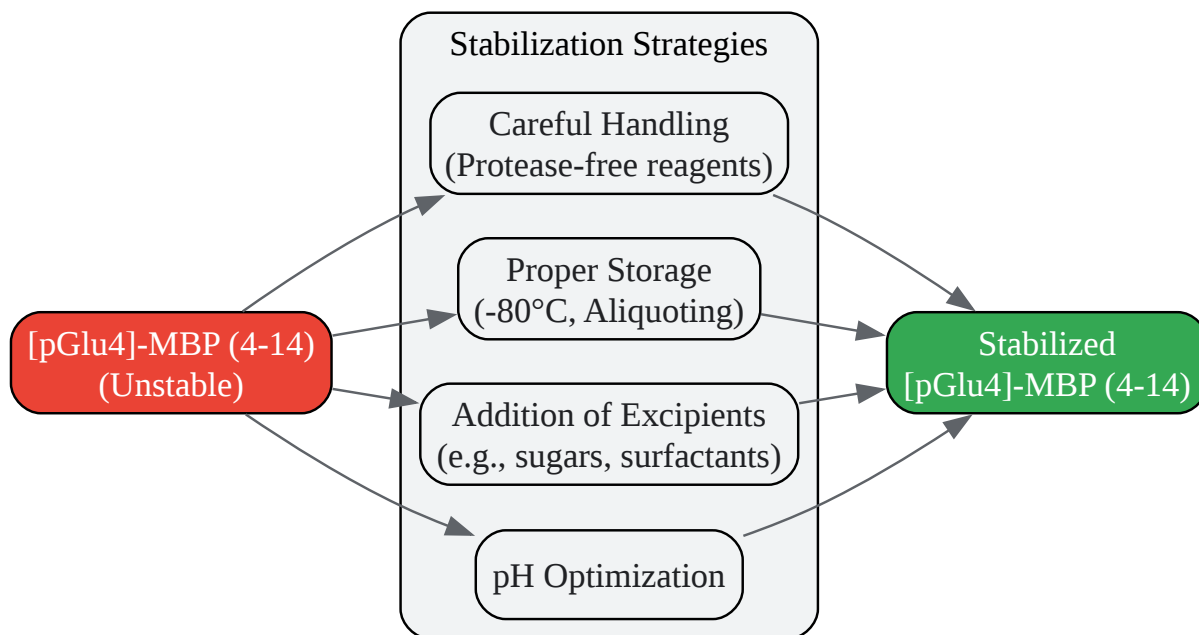 Stabilization Strategies
Careful Handling
(Protease-free reagents)
Proper Storage
(-80°C, Aliquoting)
[pGlu4]-MBP (4-14)
(Unstable)
Stabilized
[pGlu4]-MBP (4-14)
Addition of Excipients
(e.g., sugars, surfactants)
pH Optimization